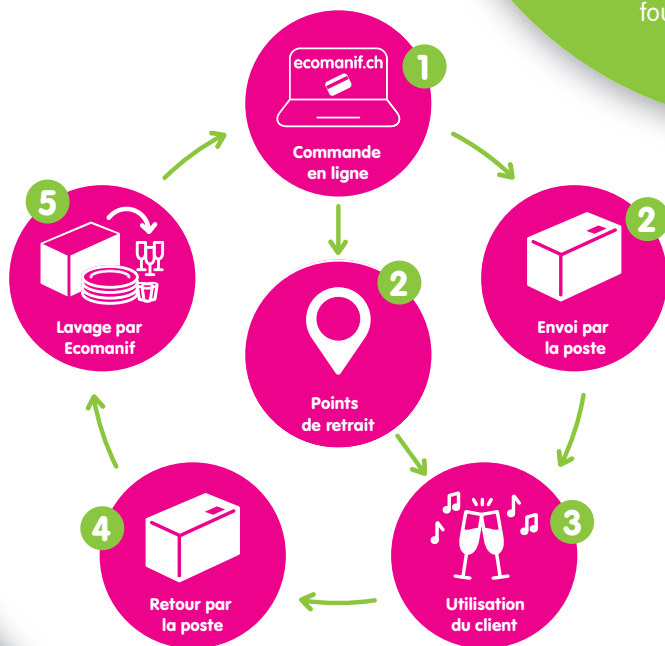 fou
ecomanif.ch
1
Commande
en ligne
2
Envoi par
la poste
2
Points
de retrait
3
Utilisation
du client
4
Retour par
la poste
5
Lavage par
Ecomanif